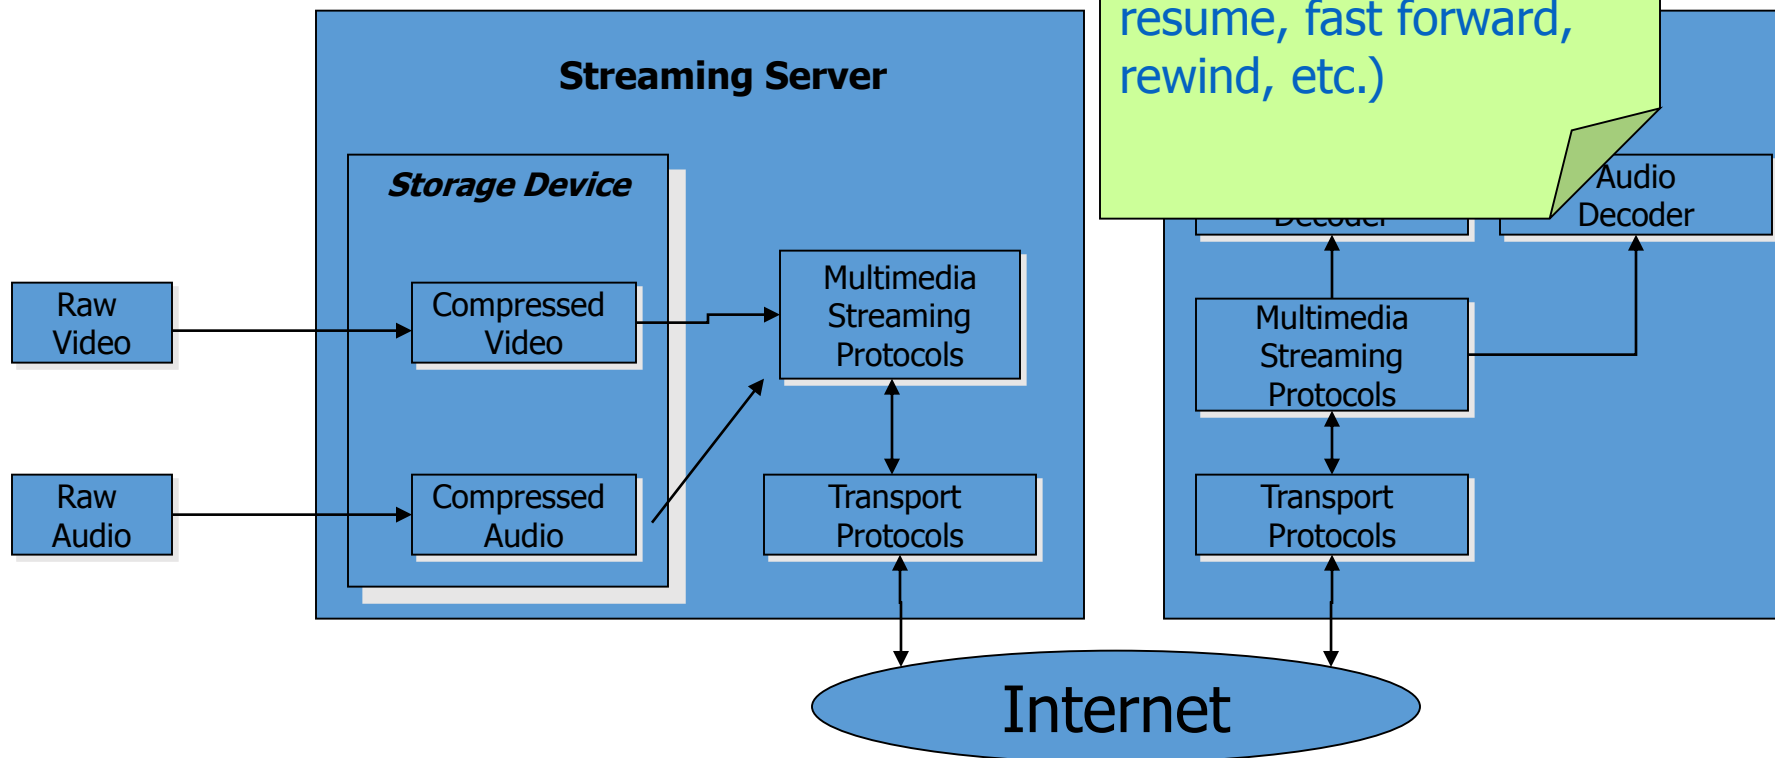 resume, fast forward,
rewind, etc.)
Streaming Server
Storage Device
Audio
Decoder
Decoder
Multimedia
Streaming
Protocols
Raw
Video
Compressed
Video
Multimedia
Streaming
Protocols
Raw
Audio
Compressed
Audio
Transport
Protocols
Transport
Protocols
Internet